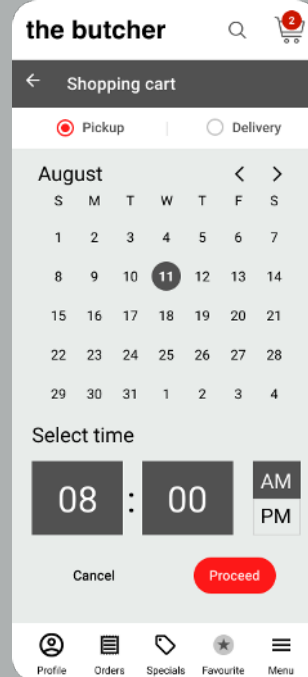 the butcher
2
Shopping cart
Pickup Delivery
August
S M T W T F S
1 2 3 4 5 6 7
8 9 10 11 12 13 14
15 16 17 18 19 20 21
22 23 24 25 26 27 28
29 30 31 1 2 3 4
Select time
08 : 00 AM
PM
Cancel Proceed
Profile Orders Specials Favourite Menu